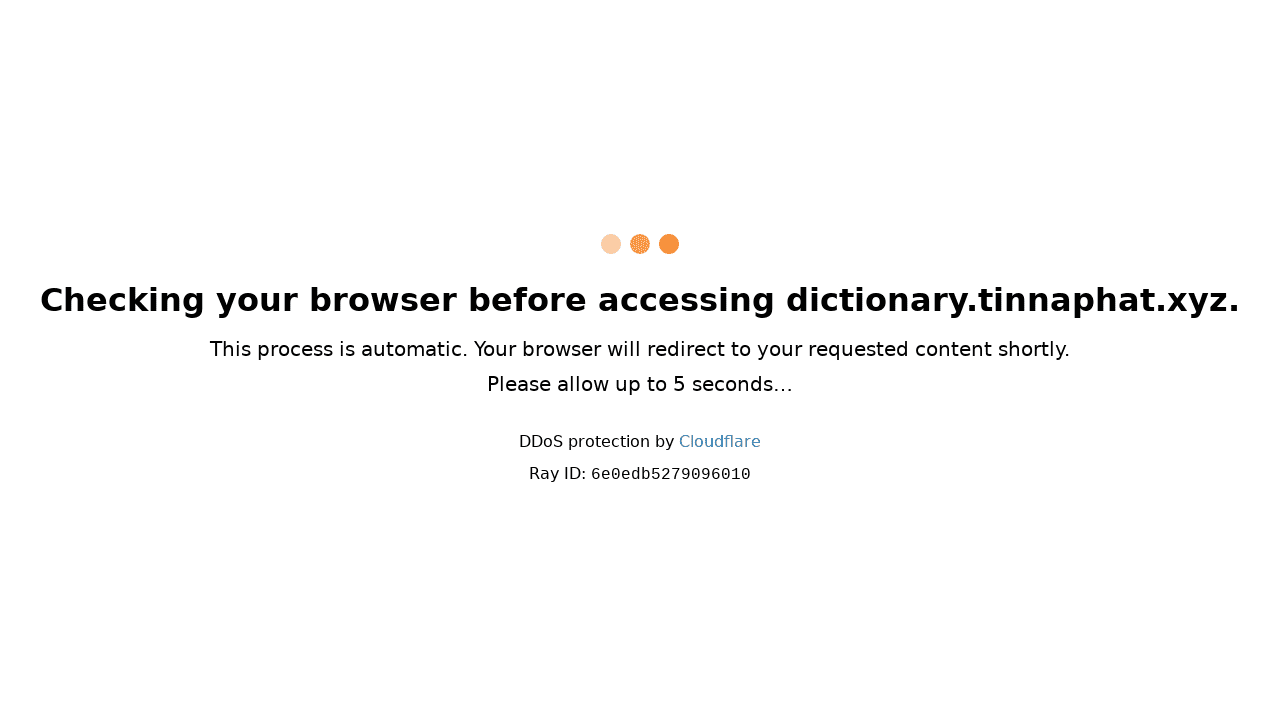 Checking your browser before accessing dictionary.tinnaphat.xyz.
This process is automatic. Your browser will redirect to your requested content shortly.
Please allow up to 5 seconds…
DDoS protection by Cloudflare
Ray ID: 6e0edb5279096010